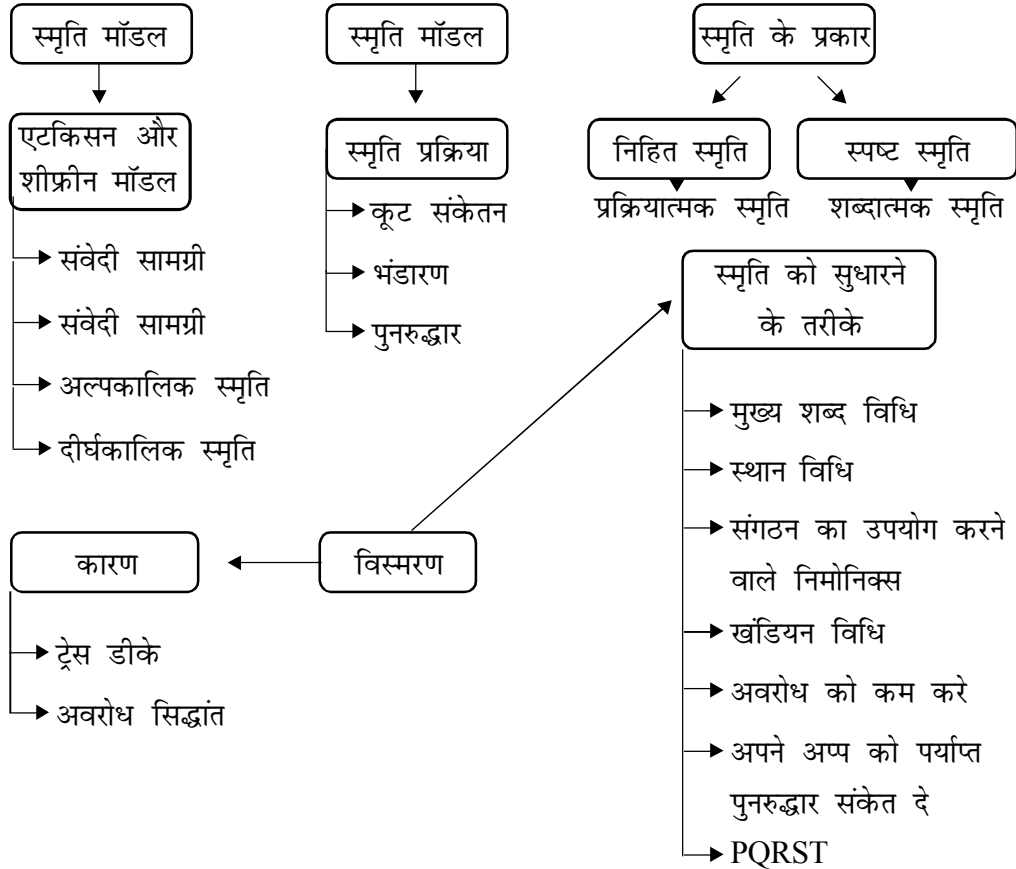 स्मृति मॉडल
एटकिसन और
शीफ्रीन मॉडल
संवेदी सामग्री
संवेदी सामग्री
अल्पकालिक स्मृति
दीर्घकालिक स्मृति
स्मृति मॉडल
स्मृति प्रक्रिया
कूट संकेतन
भंडारण
पुनरुद्धार
स्मृति के प्रकार
निहित स्मृति
स्पष्ट स्मृति
प्रक्रियात्मक स्मृति
शब्दात्मक स्मृति
स्मृति को सुधारने
के तरीके
मुख्य शब्द विधि
स्थान विधि
संगठन का उपयोग करने
वाले निमोनिक्स
खंडियन विधि
अवरोध को कम करे
अपने अप्प को पर्याप्त
पुनरुद्धार संकेत दे
PQRST
कारण
विस्मरण
ट्रेस डीके
अवरोध सिद्धांत